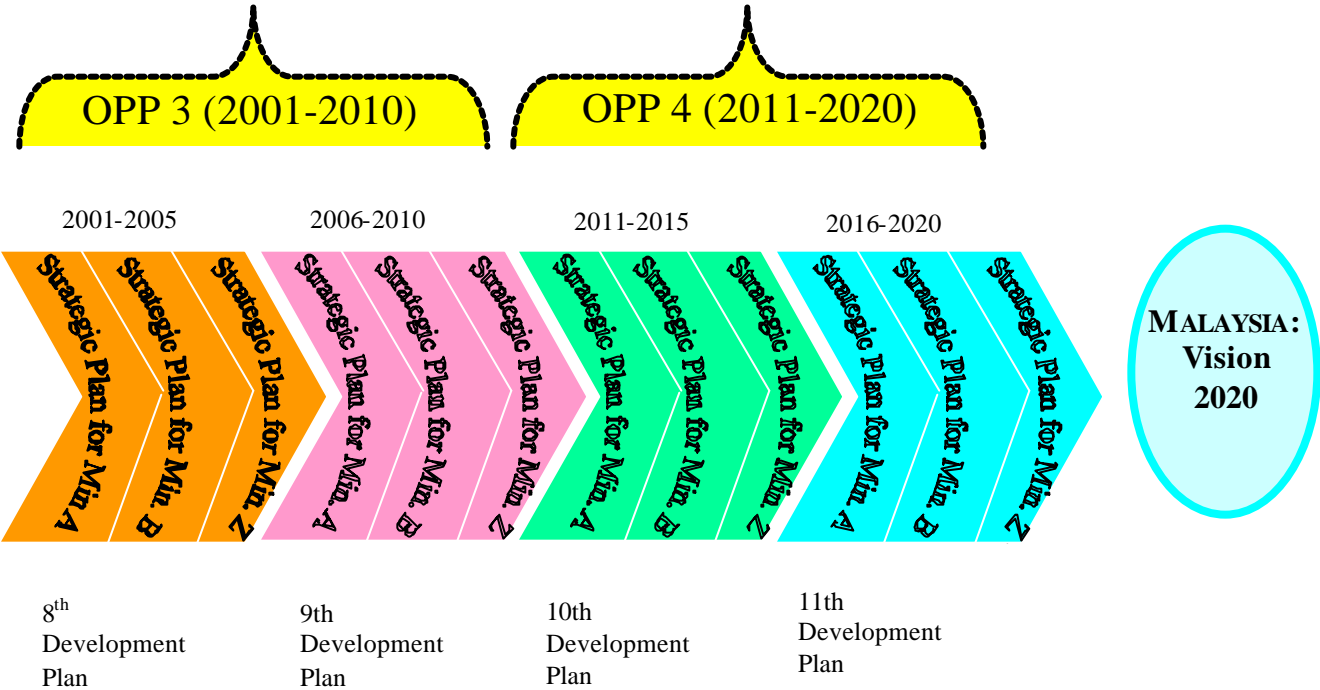 OPP 3 (2001-2010)
OPP 4 (2011-2020)
2001-2005
2006-2010
2011-2015
2016-2020
Strategic Plan for Min. A
Strategic Plan for Min. B
Strategic Plan for Min. Z
Strategic Plan for Min. A
Strategic Plan for Min. B
Strategic Plan for Min. Z
Strategic Plan for Min. A
Strategic Plan for Min. B
Strategic Plan for Min. Z
Strategic Plan for Min. A
Strategic Plan for Min. B
Strategic Plan for Min. Z
MALAYSIA:
Vision
2020
8th
Development
Plan
9th
Development
Plan
10th
Development
Plan
11th
Development
Plan